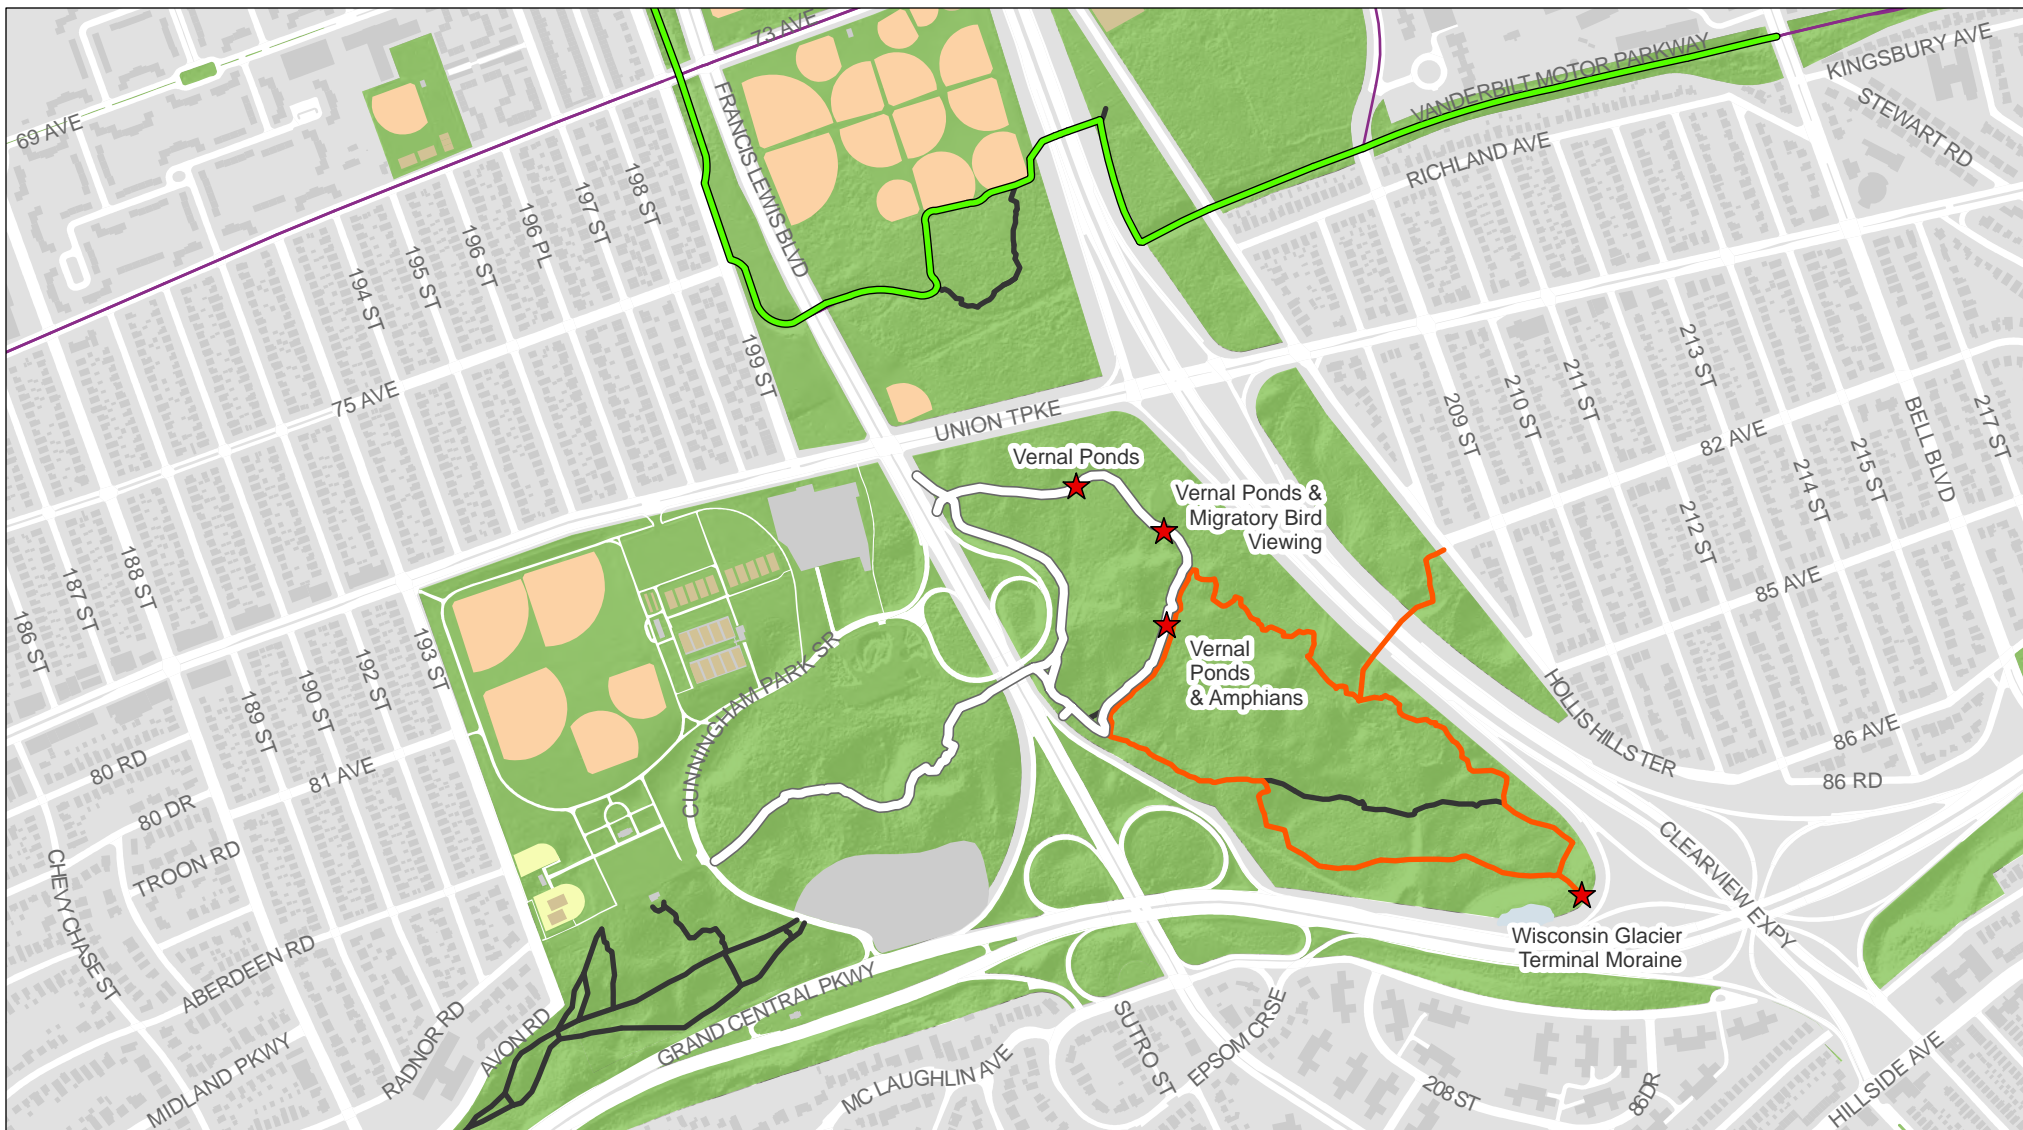 73 AVE
69 AVE
FRANCIS LEWIS BLVD
VANDERBILT MOTOR PARKWAY
KINGSBURY AVE
STEWART RD
RICHLAND AVE
198 ST
197 ST
196 PL
196 ST
195 ST
194 ST
199 ST
75 AVE
UNION TPKE
Vernal Ponds
Vernal Ponds &
Migratory Bird
Viewing
Vernal
Ponds
& Amphians
213 ST
211 ST
210 ST
209 ST
82 AVE
BELL BLVD
217 ST
215 ST
214 ST
212 ST
85 AVE
188 ST
187 ST
186 ST
193 ST
192 ST
190 ST
189 ST
CUNNINGHAM PARK SR
HOLLIS HILLS TER
86 AVE
86 RD
80 RD
81 AVE
80 DR
TROON RD
CHEVY CHASE ST
ABERDEEN RD
CLEARVIEW EXPY
Wisconsin Glacier
Terminal Moraine
GRAND CENTRAL PKWY
RADNOR RD
AVON RD
MIDLAND PKWY
SUTRO ST
EPSOM CRSE
MC LAUGHLIN AVE
208 ST
86 DR
HILLSIDE AVE